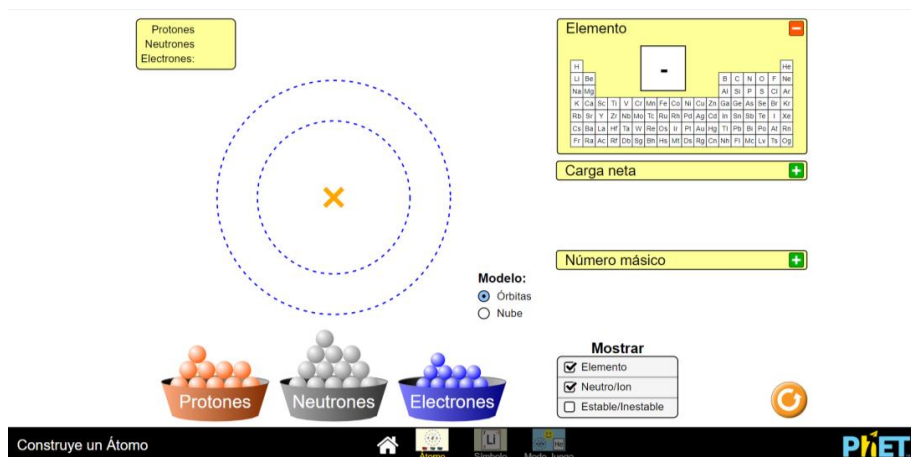 Protones
Neutrones
Electrones:
Elemento
-
H He
Li Be B C N O F Ne
Na Mg Al Si P S Cl Ar
K Ca Sc Ti V Cr Mn Fe Co Ni Cu Zn Ga Ge As Se Br Kr
Rb Sr Y Zr Nb Mo Tc Ru Rh Pd Ag Cd In Sn Sb Te I Xe
Cs Ba La Hf Ta W Re Os Ir Pt Au Hg Tl Pb Bi Po At Rn
Fr Ra Ac Rf Db Sg Bh Hs Mt Ds Rg Cn Nh Fl Mc Lv Ts Og
Carga neta
Número másico
Modelo:
Órbitas
Nube
Protones
Neutrones
Electrones
Mostrar
Elemento
Neutro/Ion
Estable/Inestable
Construye un Átomo
Átomo
Li
Símbolo
Modo Juego
PhET